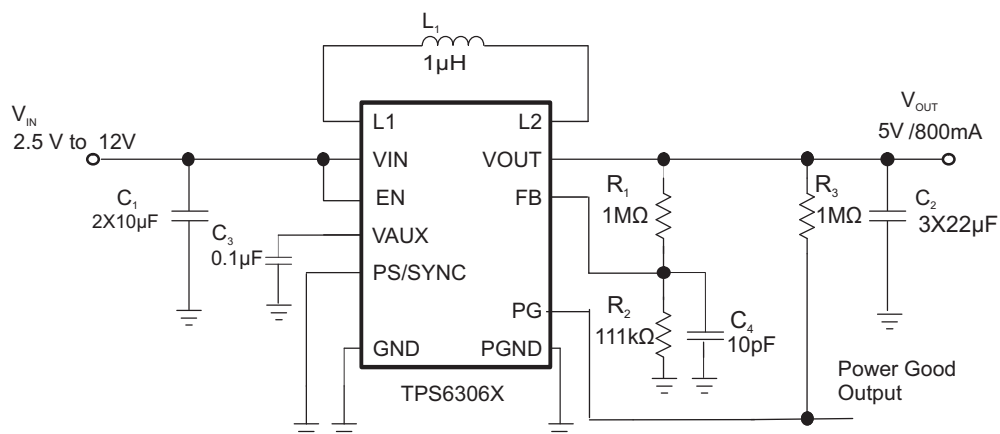 L₁
1µH
V_IN
2.5 V to 12V
V_OUT
5V /800mA
L1
L2
VIN
VOUT
EN
FB
VAUX
PS/SYNC
PG
GND
PGND
TPS6306X
C₁
2X10µF
C₃
0.1µF
R₁
1MΩ
R₃
1MΩ
C₂
3X22µF
R₂
111kΩ
C₄
10pF
Power Good
Output